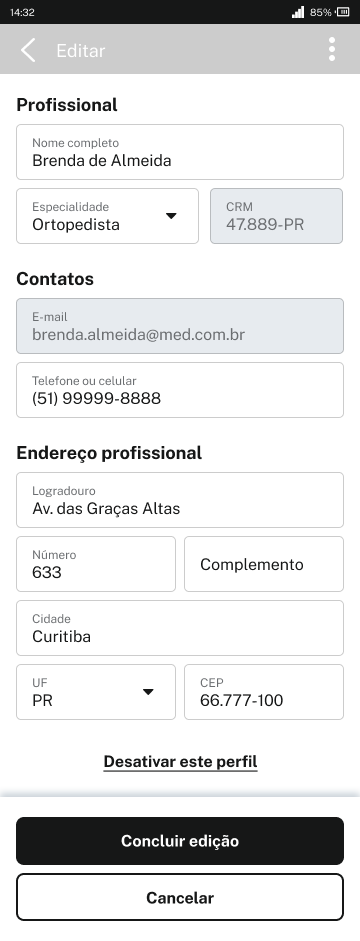 14:32
85%
Editar
Profissional
Nome completo
Brenda de Almeida
Especialidade
Ortopedista
CRM
47.889-PR
Contatos
E-mail
brenda.almeida@med.com.br
Telefone ou celular
(51) 99999-8888
Endereço profissional
Logradouro
Av. das Graças Altas
Número
633
Complemento
Cidade
Curitiba
UF
PR
CEP
66.777-100
Desativar este perfil
Concluir edição
Cancelar